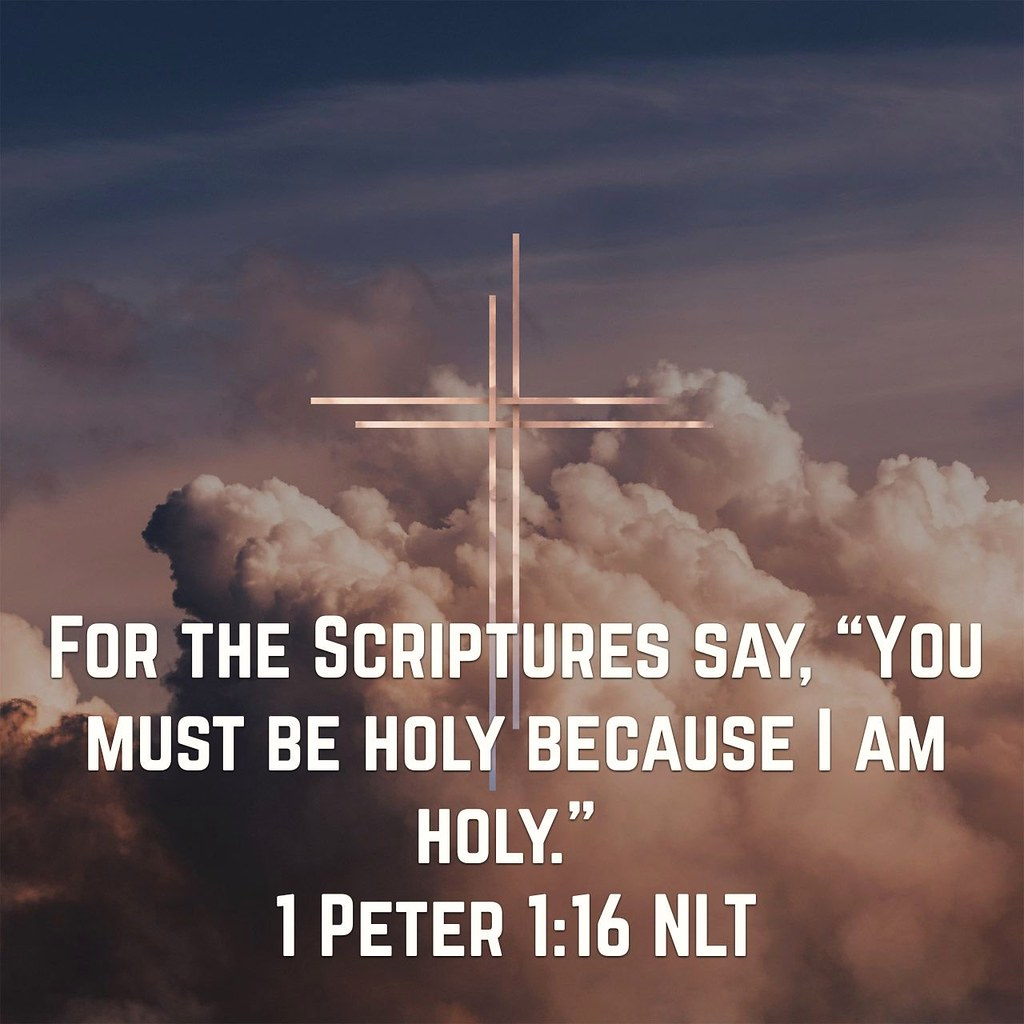 For the Scriptures say, “You
must be holy because I am
holy.”
1 Peter 1:16 NLT